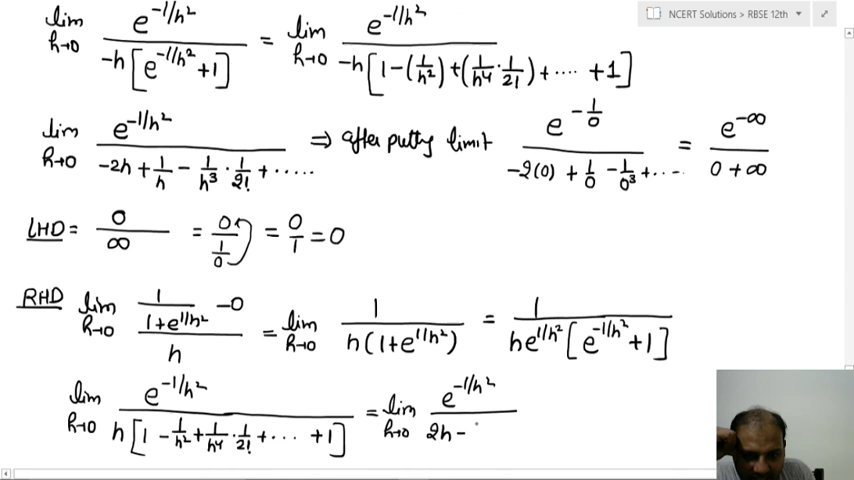 NCERT Solutions > RBSE 12th
lim h→0 e^{-1/h²} / -h[e^{-1/h²}+1] = lim h→0 e^{-1/h²} / -h[1-(1/h²)+(1/h⁴·1/2!)+....+1]
lim h→0 e^{-1/h²} / -2h+1/h-1/h³·1/2!+..... ⇒ after putty limit e^{-1/0} / -2(0)+1/0-1/0³+.... = e^{-∞} / 0+∞
LHD = 0/∞ = 0/(1/0) = 0/1 = 0
RHD lim h→0 (1/(1+e^{1/h²}) -0) / h = lim h→0 1 / h(1+e^{1/h²}) = 1 / he^{1/h²}[e^{-1/h²}+1]
lim h→0 e^{-1/h²} / h[1-1/h²+1/h⁴·1/2!+....+1] = lim h→0 e^{-1/h²} / 2h-